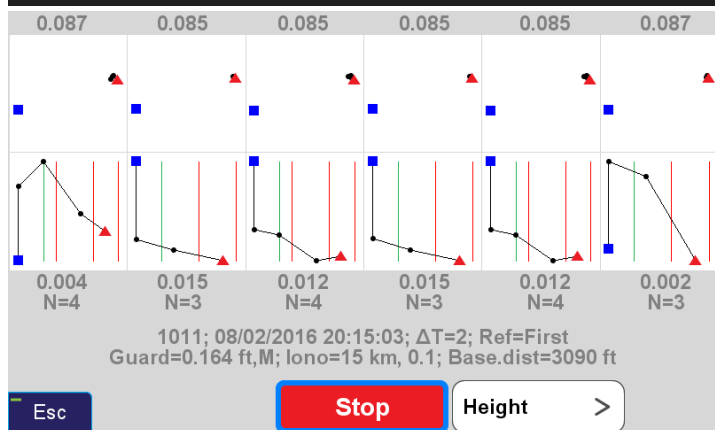 0.087 0.085 0.085 0.085 0.085 0.087
0.004 0.015 0.012 0.015 0.012 0.002
N=4 N=3 N=4 N=3 N=4 N=3
1011; 08/02/2016 20:15:03; ΔT=2; Ref=First
Guard=0.164 ft,M; Iono=15 km, 0.1; Base.dist=3090 ft
Esc Stop Height >